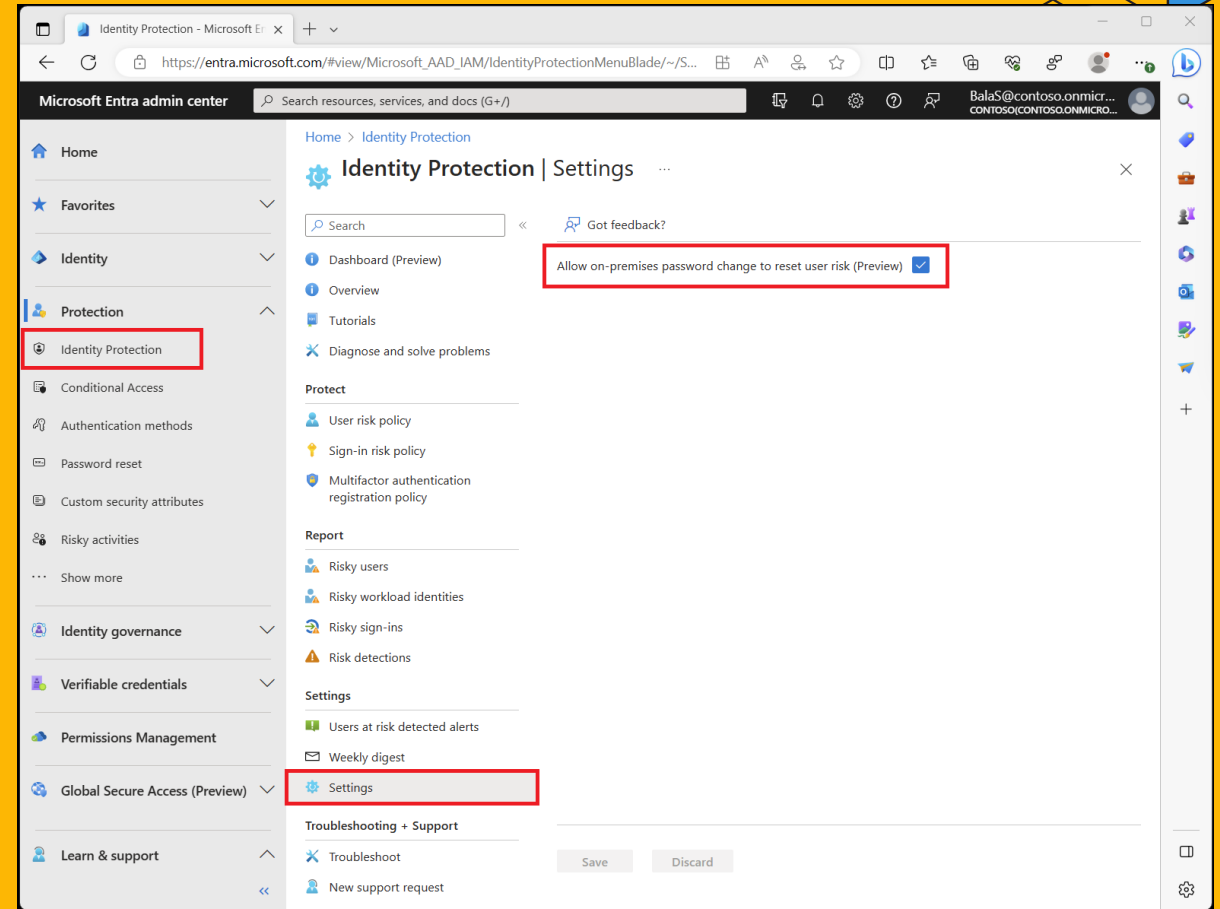 Identity Protection - Microsoft En
https://entra.microsoft.com/#view/Microsoft_AAD_IAM/IdentityProtectionMenuBlade/~/S...
Microsoft Entra admin center
Search resources, services, and docs (G+/)
BalaS@contoso.onmicr...
CONTOSO(CONTOSO.ONMICRO...
Home
Favorites
Identity
Protection
Identity Protection
Conditional Access
Authentication methods
Password reset
Custom security attributes
Risky activities
Show more
Identity governance
Verifiable credentials
Permissions Management
Global Secure Access (Preview)
Learn & support
Home > Identity Protection
Identity Protection | Settings
Search
Dashboard (Preview)
Overview
Tutorials
Diagnose and solve problems
Protect
User risk policy
Sign-in risk policy
Multifactor authentication
registration policy
Report
Risky users
Risky workload identities
Risky sign-ins
Risk detections
Settings
Users at risk detected alerts
Weekly digest
Settings
Troubleshooting + Support
Troubleshoot
New support request
Got feedback?
Allow on-premises password change to reset user risk (Preview)
Save
Discard